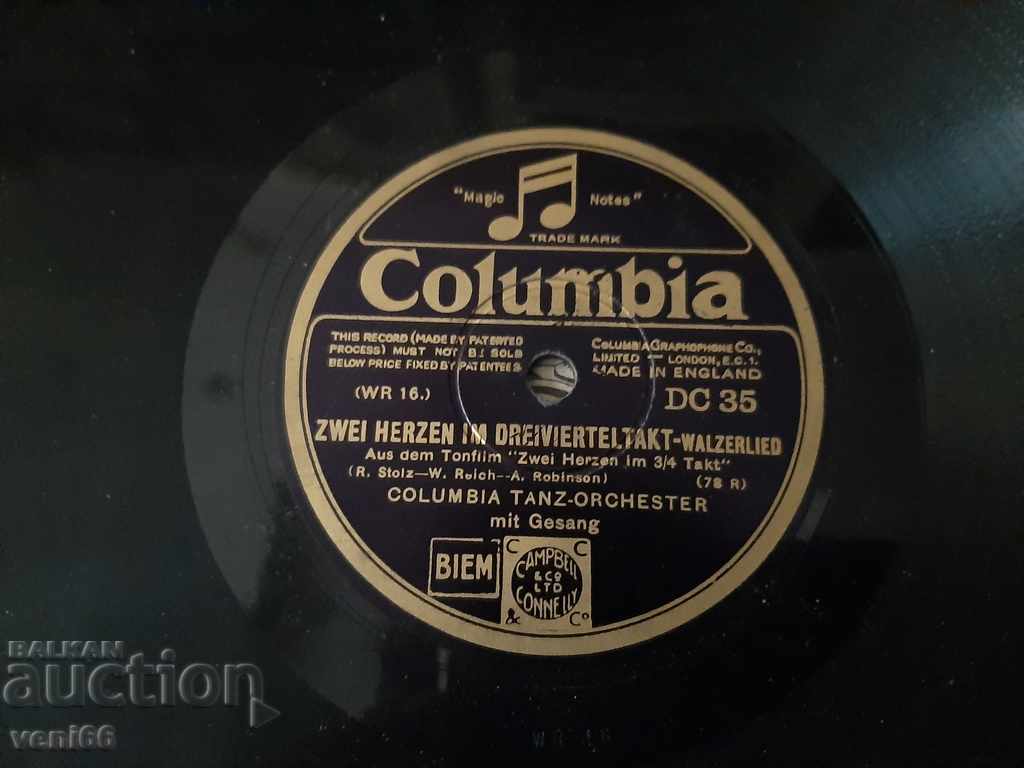 "Magic Notes"
TRADE MARK
Columbia
THIS RECORD (MADE BY PATENTED
PROCESS) MUST NOT BE SOLD
BELOW PRICE FIXED BY PATENTEES
COLUMBIA GRAPHOPHONE CO.,
LIMITED — LONDON, E.C.1.
MADE IN ENGLAND
(WR 16.)
DC 35
ZWEI HERZEN IM DREIVIERTELTAKT-WALZERLIED
Aus dem Tonfilm "Zwei Herzen im 3/4 Takt"
(R. Stolz—W. Reich—A. Robinson) (78 R)
COLUMBIA TANZ-ORCHESTER
mit Gesang
BIEM
C C
CAMPBELL
& CO
LTD
CONNELLY
& Co
WR 16
BALKAN
auction
veni66